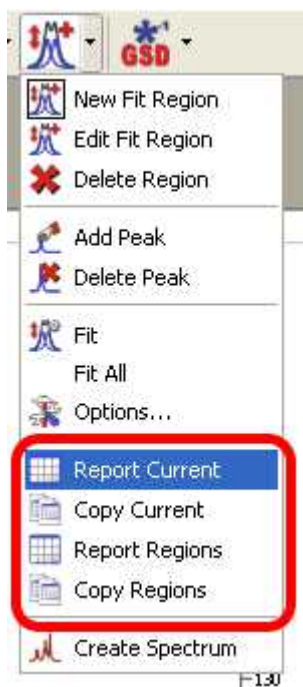 GSD
New Fit Region
Edit Fit Region
Delete Region
Add Peak
Delete Peak
Fit
Fit All
Options...
Report Current
Copy Current
Report Regions
Copy Regions
Create Spectrum
130